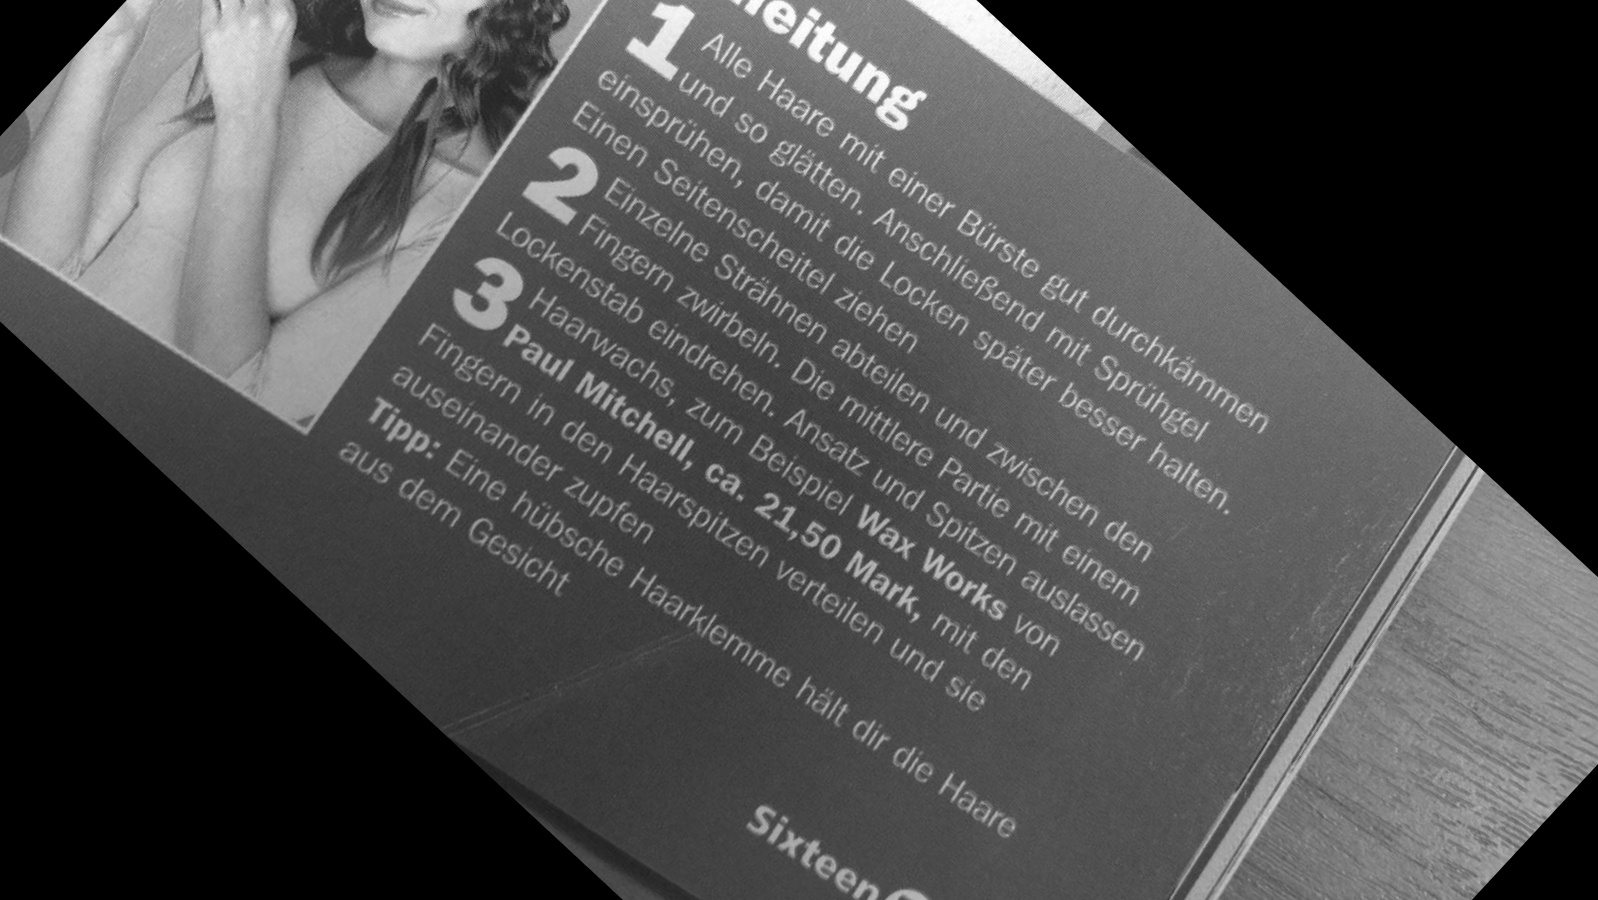 leitung
1 Alle Haare mit einer Bürste gut durchkämmen
und so glätten. Anschließend mit Sprühgel
einsprühen, damit die Locken später besser halten.
Einen Seitenscheitel ziehen
2 Einzelne Strähnen abteilen und zwischen den
Fingern zwirbeln. Die mittlere Partie mit einem
Lockenstab eindrehen. Ansatz und Spitzen auslassen
3 Haarwachs, zum Beispiel Wax Works von
Paul Mitchell, ca. 21,50 Mark, mit den
Fingern in den Haarspitzen verteilen und sie
auseinander zupfen
Tipp: Eine hübsche Haarklemme hält dir die Haare
aus dem Gesicht
Sixteen